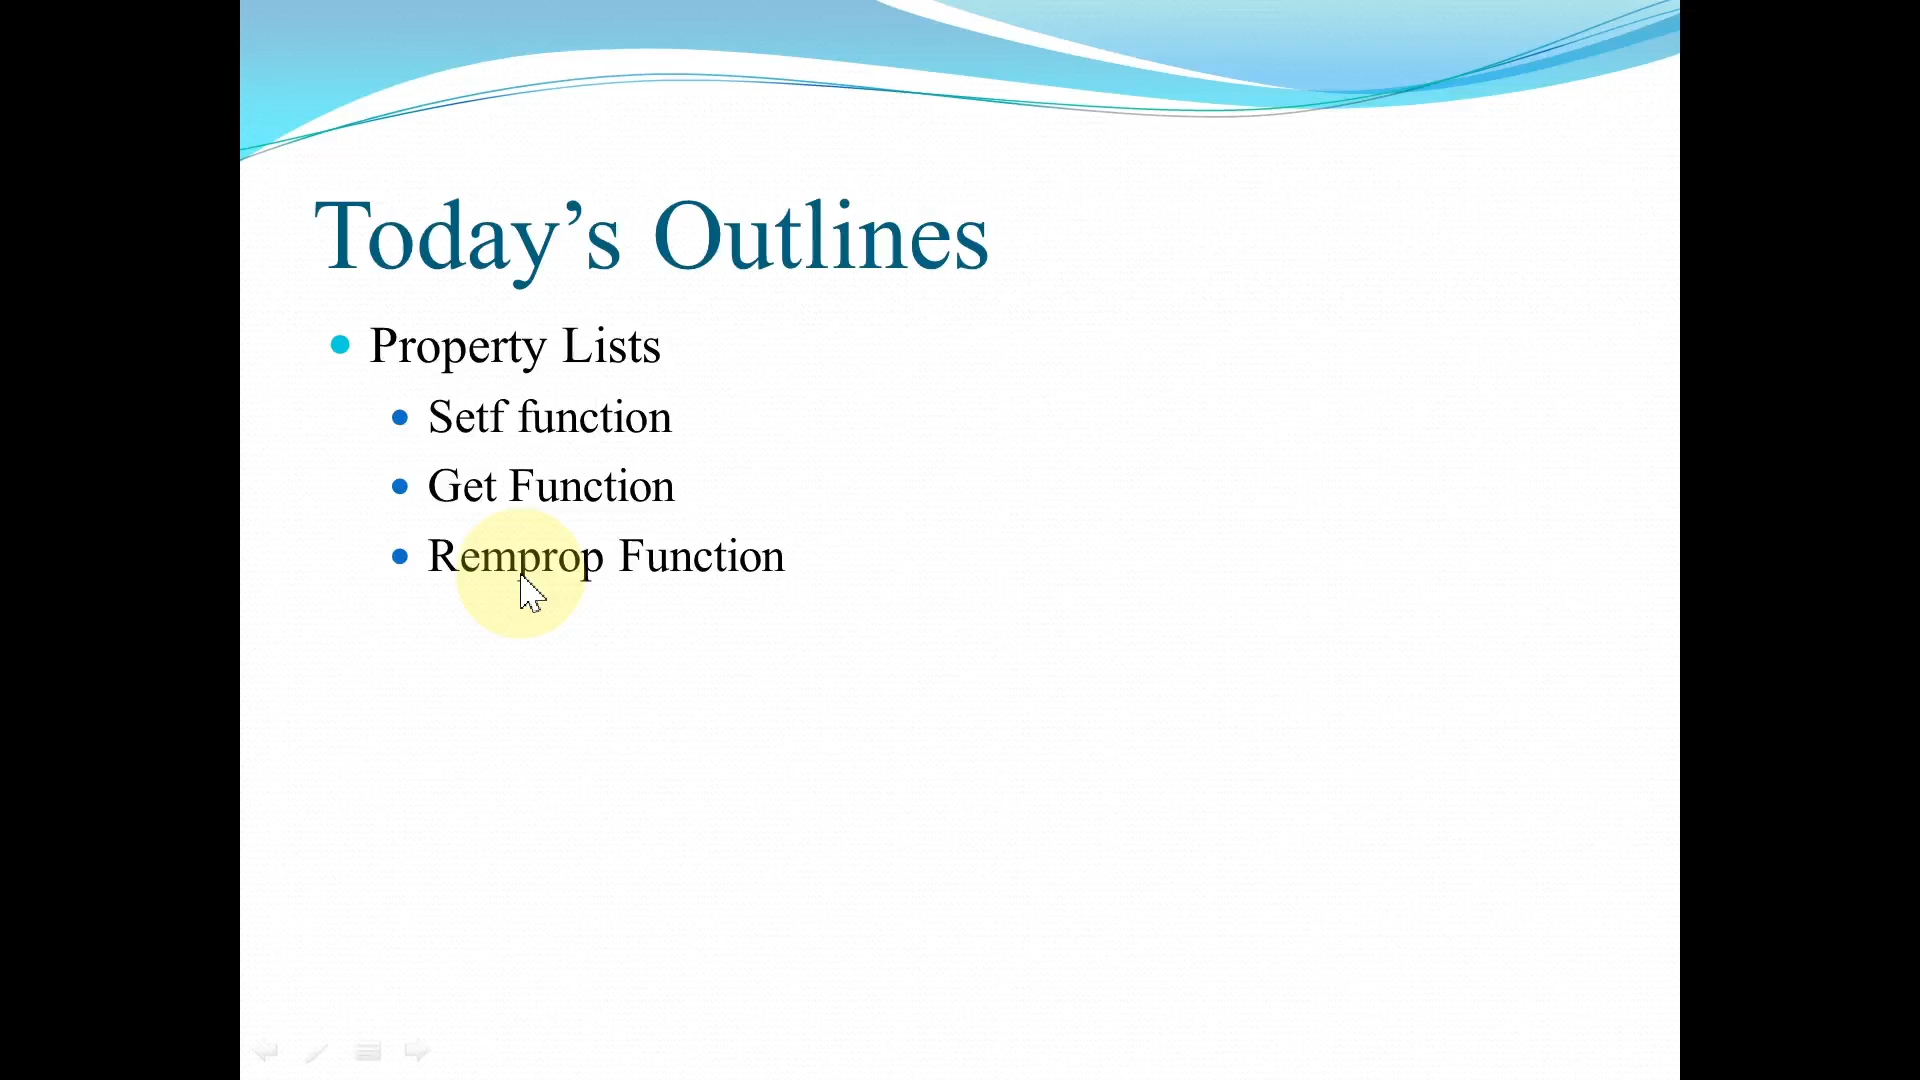 Today’s Outlines
Property Lists
Setf function
Get Function
Remprop Function